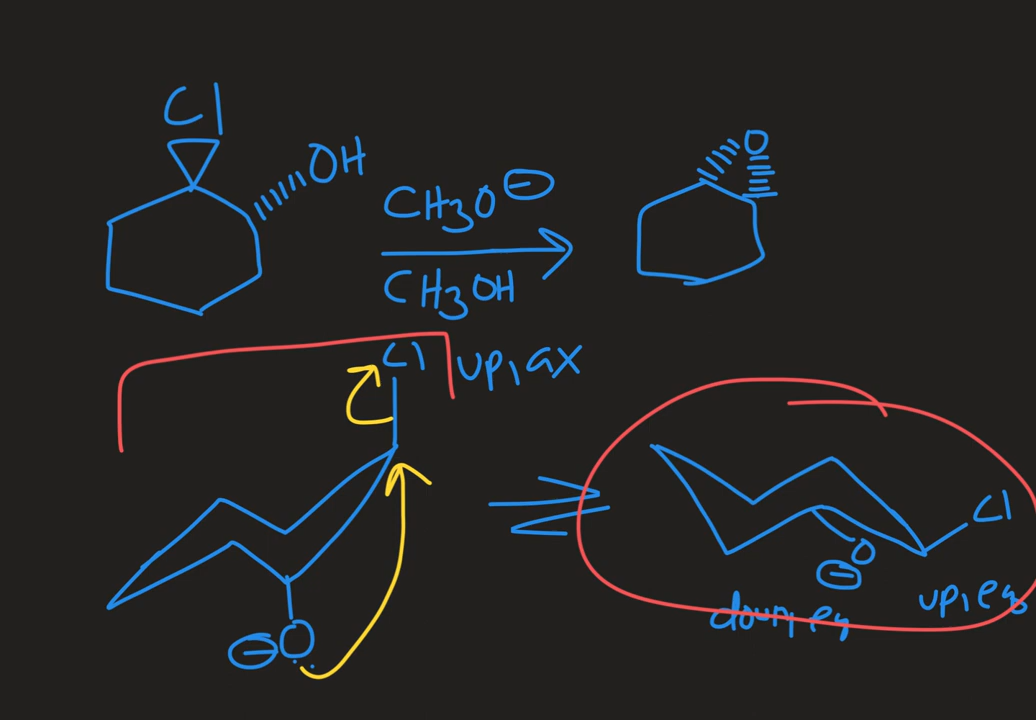 Cl
OH
CH3O⊖
CH3OH
O
Cl
up, ax
⊖O
Cl
O
⊖
down, eq
up, eq